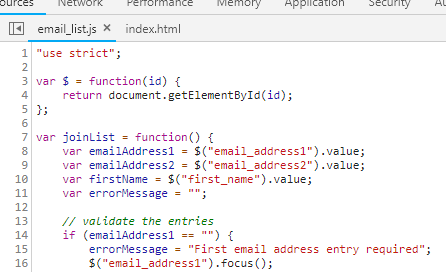 ources Network Performance Memory Application Security Au
email_list.js × index.html
1 "use strict";
2
3 var $ = function(id) {
4     return document.getElementById(id);
5 };
6
7 var joinList = function() {
8     var emailAddress1 = $("email_address1").value;
9     var emailAddress2 = $("email_address2").value;
10     var firstName = $("first_name").value;
11     var errorMessage = "";
12
13     // validate the entries
14     if (emailAddress1 == "") {
15         errorMessage = "First email address entry required";
16         $("email_address1").focus();